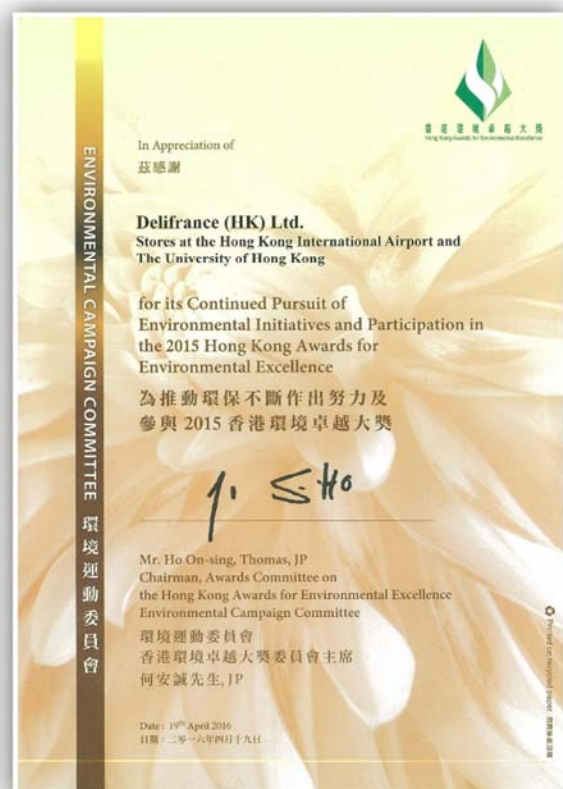 香港環境卓越大獎
Hong Kong Awards for Environmental Excellence
In Appreciation of
茲感謝
Delifrance (HK) Ltd.
Stores at the Hong Kong International Airport and
The University of Hong Kong
for its Continued Pursuit of
Environmental Initiatives and Participation in
the 2015 Hong Kong Awards for
Environmental Excellence
為推動環保不斷作出努力及
參與 2015 香港環境卓越大獎
Mr. Ho On-sing, Thomas, JP
Chairman, Awards Committee on
the Hong Kong Awards for Environmental Excellence
Environmental Campaign Committee
環境運動委員會
香港環境卓越大獎委員會主席
何安誠先生, JP
Date : 19th April 2016
日期 : 二零一六年四月十九日
ENVIRONMENTAL CAMPAIGN COMMITTEE 環境運動委員會
Printed on recycled paper